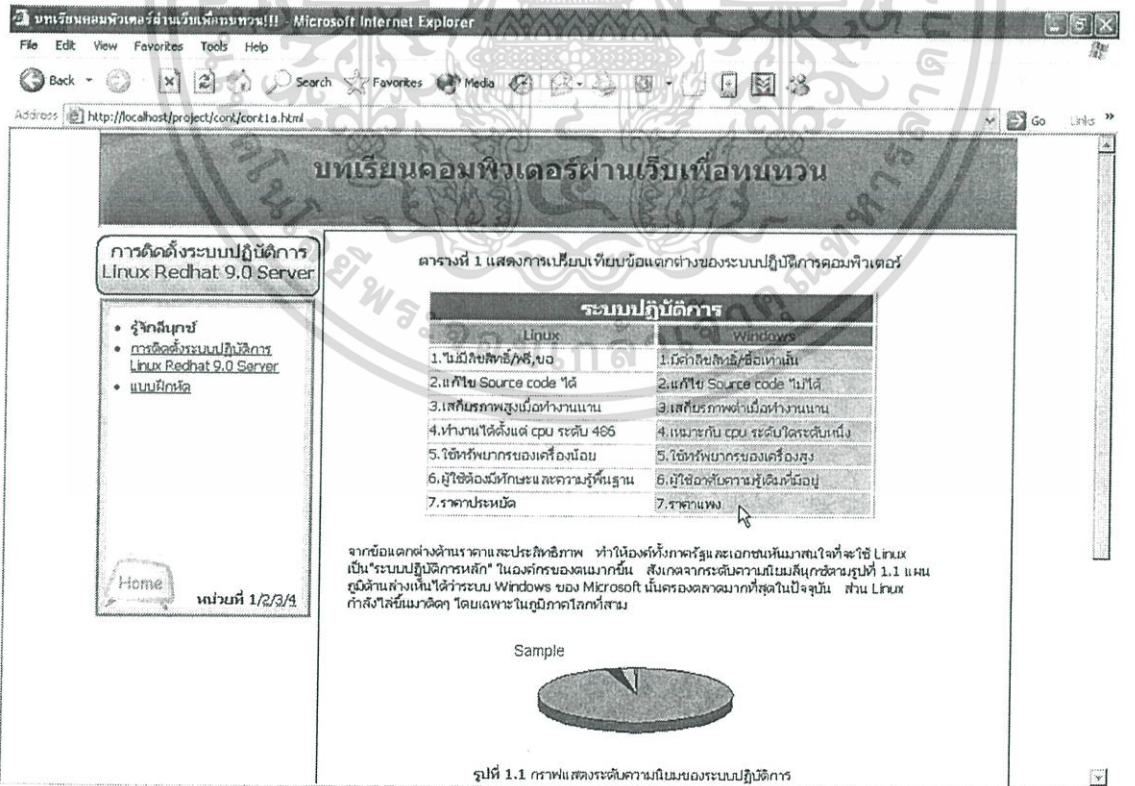 บทเรียนคอมพิวเตอร์ผ่านเว็บเพื่อทบทวน!!! - Microsoft Internet Explorer
File Edit View Favorites Tools Help
Back Search Favorites Media
Address http://localhost/project/cont/cont1a.html Go Links
บทเรียนคอมพิวเตอร์ผ่านเว็บเพื่อทบทวน
การติดตั้งระบบปฏิบัติการ
Linux Redhat 9.0 Server
รู้จักลีนุกซ์
การติดตั้งระบบปฏิบัติการ
Linux Redhat 9.0 Server
แบบฝึกหัด
Home
หน่วยที่ 1/2/3/4
ตารางที่ 1 แสดงการเปรียบเทียบข้อแตกต่างของระบบปฏิบัติการคอมพิวเตอร์
ระบบปฏิบัติการ
Linux Windows
1.ไม่มีลิขสิทธิ์/ฟรี,ขอ 1.มีค่าลิขสิทธิ์/ซื้อเท่านั้น
2.แก้ไข Source code ได้ 2.แก้ไข Source code ไม่ได้
3.เสถียรภาพสูงเมื่อทำงานนาน 3.เสถียรภาพต่ำเมื่อทำงานนาน
4.ทำงานได้ตั้งแต่ cpu ระดับ 486 4.เหมาะกับ cpu ระดับใดระดับหนึ่ง
5.ใช้ทรัพยากรของเครื่องน้อย 5.ใช้ทรัพยากรของเครื่องสูง
6.ผู้ใช้ต้องมีทักษะและความรู้พื้นฐาน 6.ผู้ใช้อาศัยความรู้เดิมที่มีอยู่
7.ราคาประหยัด 7.ราคาแพง
จากข้อแตกต่างด้านราคาและประสิทธิภาพ ทำให้องค์ทั้งภาครัฐและเอกชนหันมาสนใจที่จะใช้ Linux
เป็น"ระบบปฏิบัติการหลัก" ในองค์กรของตนมากขึ้น สังเกตจากระดับความนิยมลีนุกซ์ตามรูปที่ 1.1 แผน
ภูมิด้านล่างเห็นได้ว่าระบบ Windows ของ Microsoft นั้นครองตลาดมากที่สุดในปัจจุบัน ส่วน Linux
กำลังไล่ขึ้นมาติดๆ โดยเฉพาะในภูมิภาคโลกที่สาม
Sample
รูปที่ 1.1 กราฟแสดงระดับความนิยมของระบบปฏิบัติการ